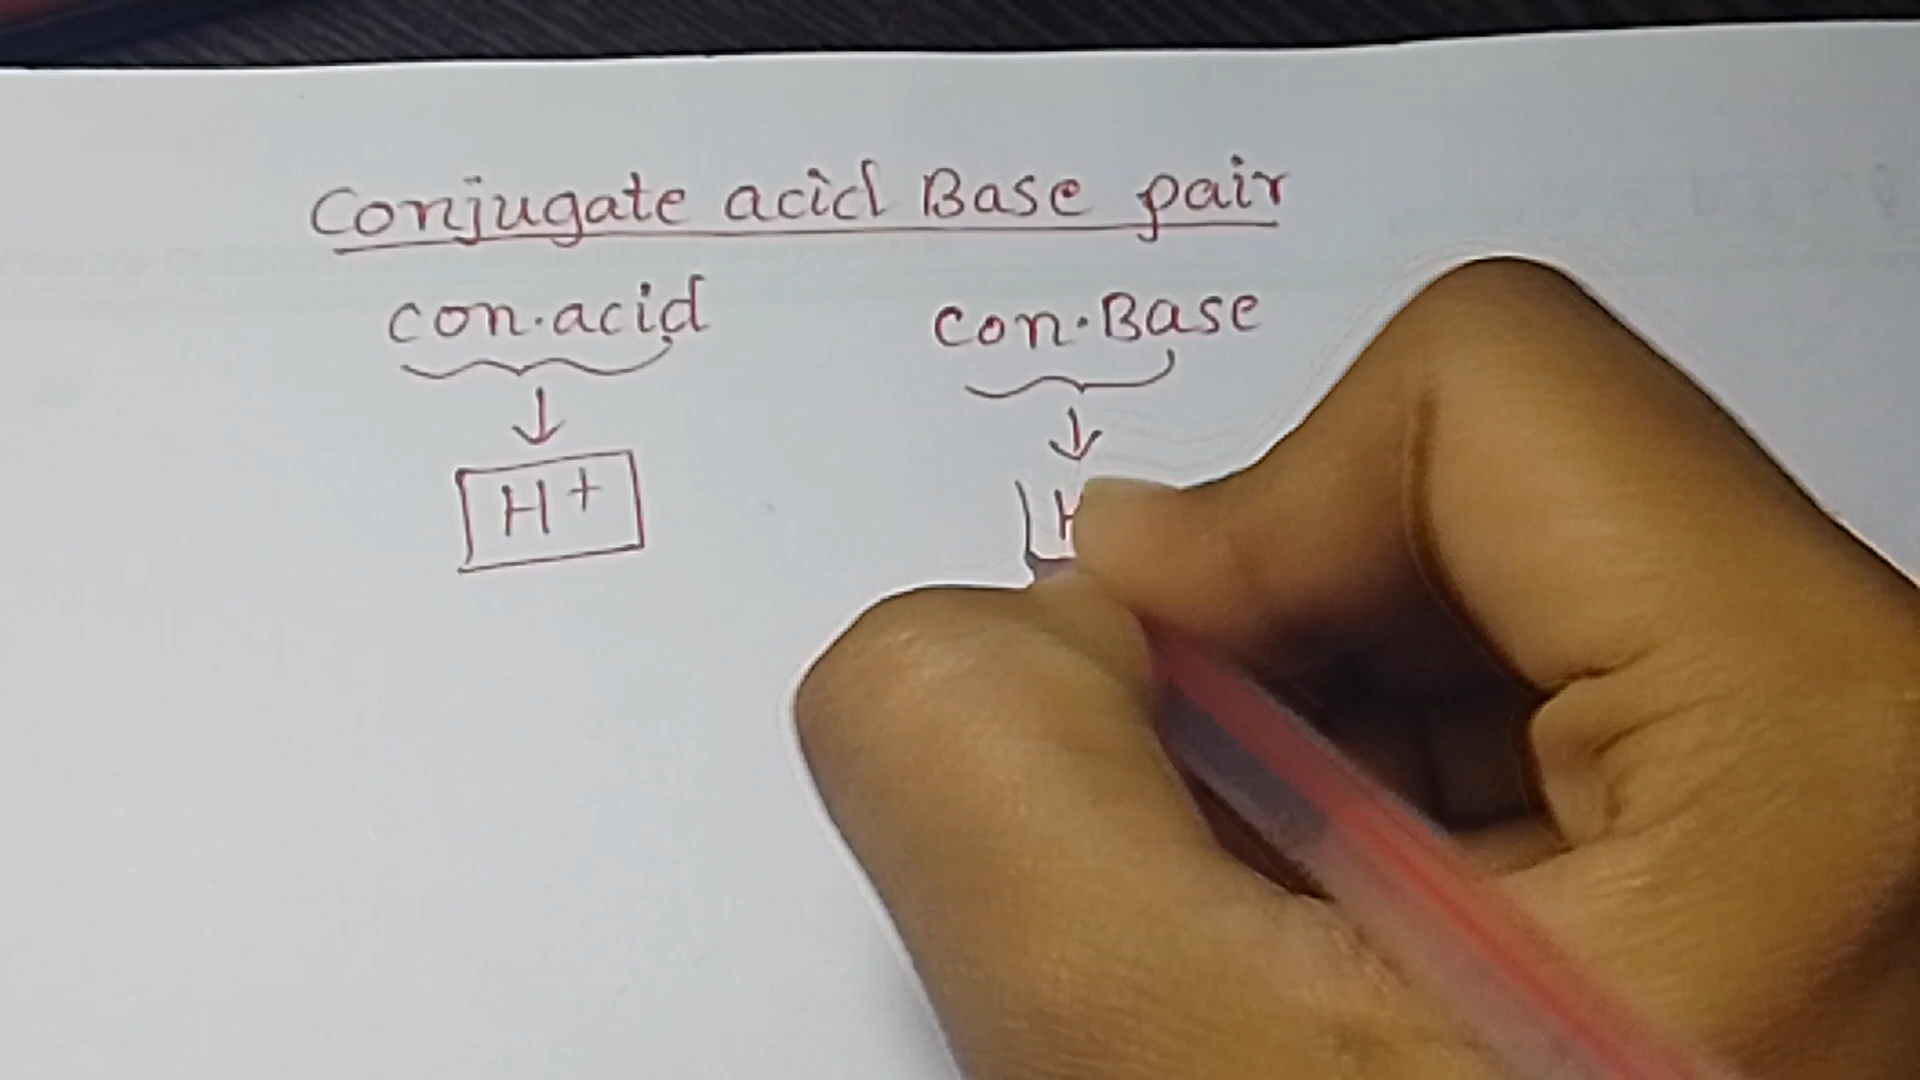 Conjugate acid Base pair
con.acid con.Base
↓ ↓
H+ H